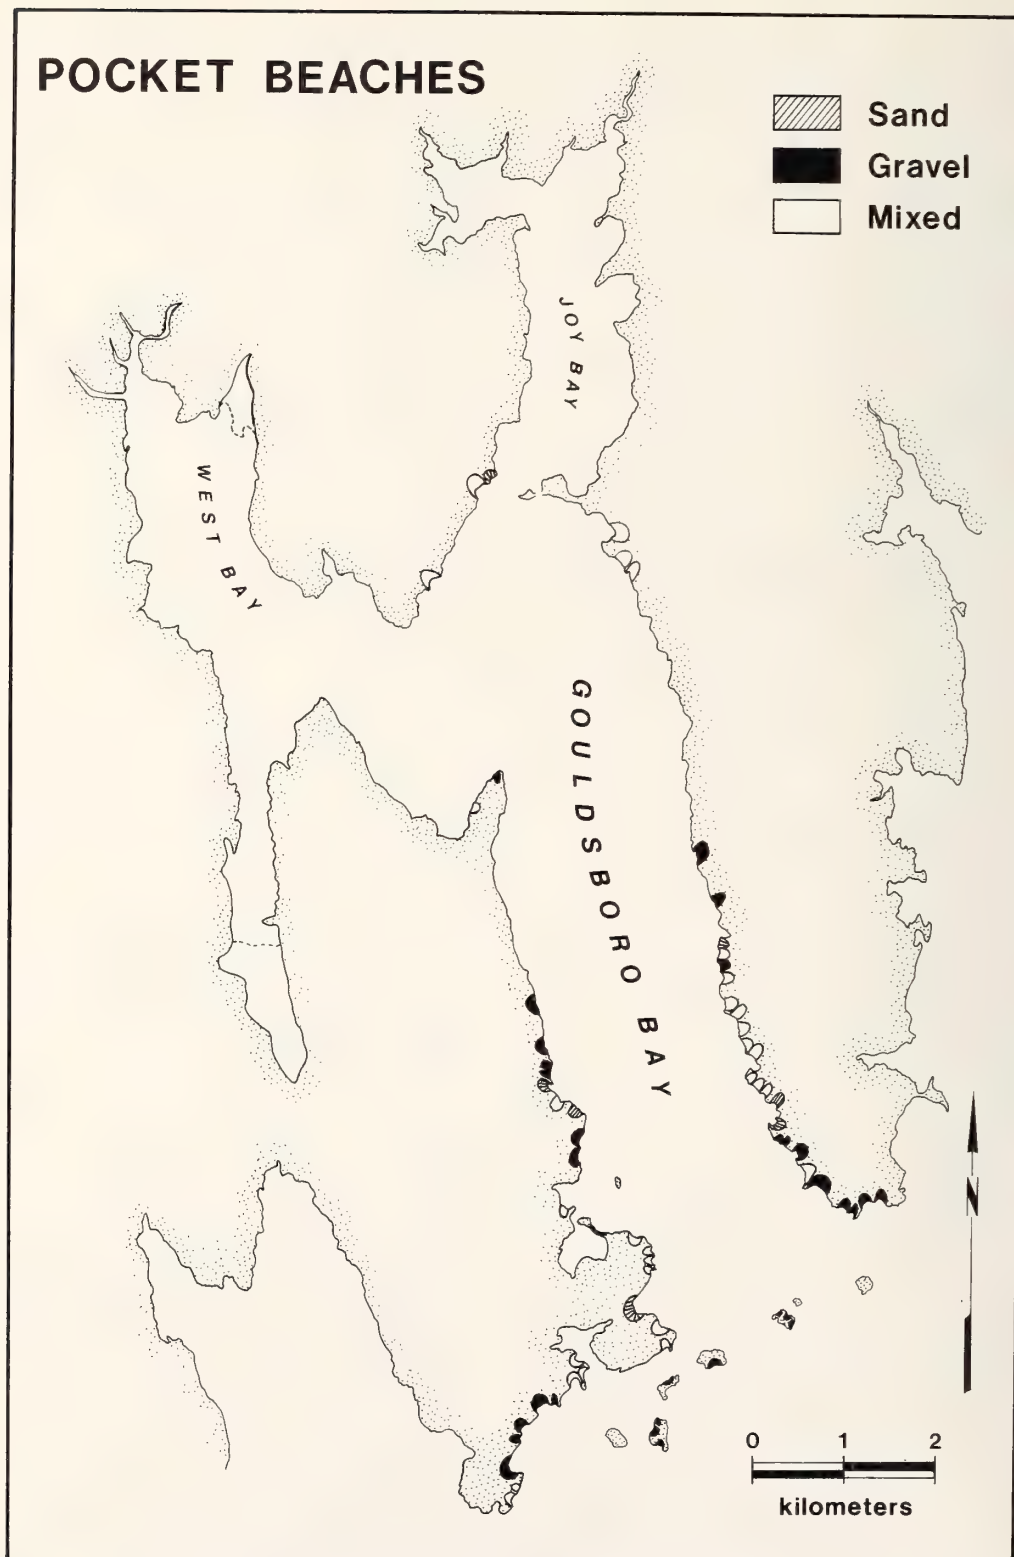 POCKET BEACHES
Sand
Gravel
Mixed
JOY BAY
WEST BAY
GOULDSBORO BAY
N
0 1 2
kilometers